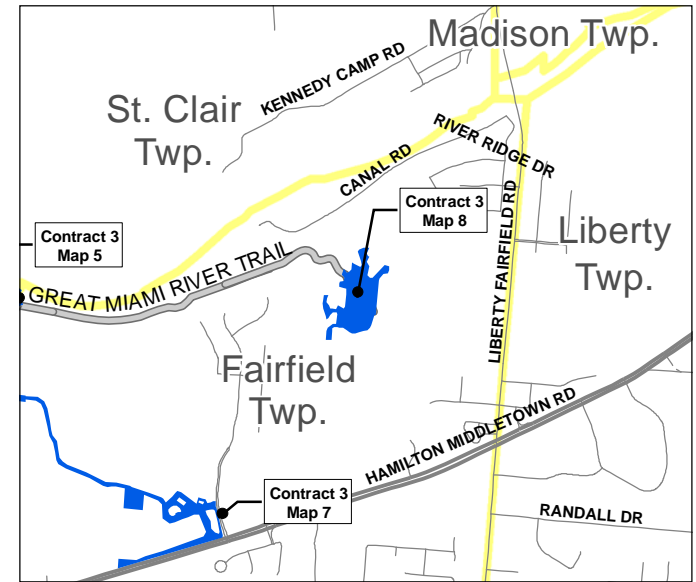 Madison Twp.
KENNEDY CAMP RD
St. Clair
Twp.
RIVER RIDGE DR
CANAL RD
Contract 3
Map 8
Contract 3
Map 5
Liberty
Twp.
GREAT MIAMI RIVER TRAIL
LIBERTY FAIRFIELD RD
Fairfield
Twp.
HAMILTON MIDDLETOWN RD
Contract 3
Map 7
RANDALL DR